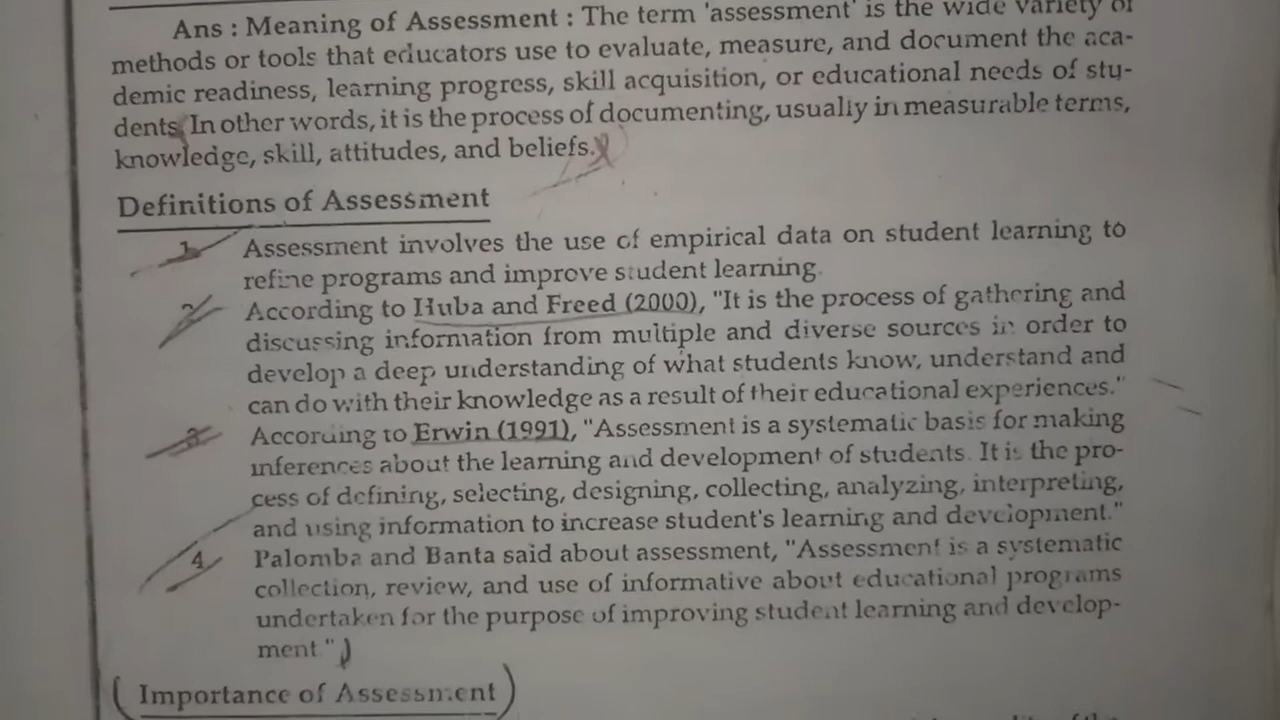 Ans : Meaning of Assessment : The term 'assessment' is the wide variety of
methods or tools that educators use to evaluate, measure, and document the aca-
demic readiness, learning progress, skill acquisition, or educational needs of stu-
dents. In other words, it is the process of documenting, usually in measurable terms,
knowledge, skill, attitudes, and beliefs.
Definitions of Assessment
1. Assessment involves the use of empirical data on student learning to
refine programs and improve student learning.
2. According to Huba and Freed (2000), "It is the process of gathering and
discussing information from multiple and diverse sources in order to
develop a deep understanding of what students know, understand and
can do with their knowledge as a result of their educational experiences."
3. According to Erwin (1991), "Assessment is a systematic basis for making
inferences about the learning and development of students. It is the pro-
cess of defining, selecting, designing, collecting, analyzing, interpreting,
and using information to increase student's learning and development."
4. Palomba and Banta said about assessment, "Assessment is a systematic
collection, review, and use of informative about educational programs
undertaken for the purpose of improving student learning and develop-
ment."
Importance of Assessment